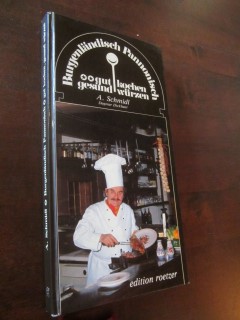 Burgenländisch Pannonisch
gut kochen
gesund würzen
A. Schmidt
edition roetzer
A. Schmidt Burgenländisch Pannonisch